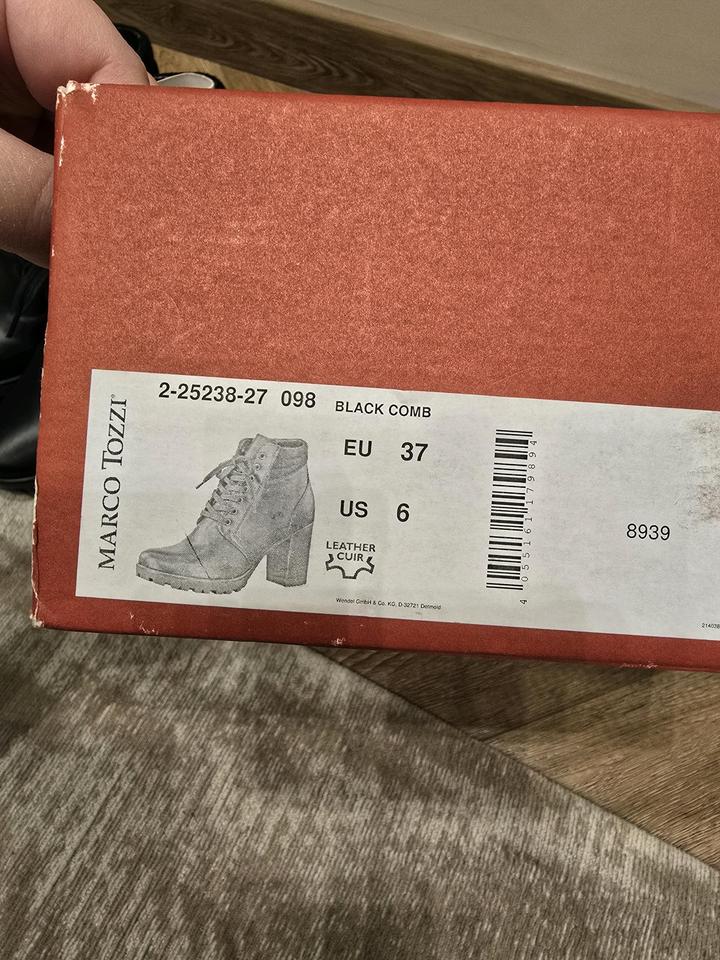 MARCO TOZZI®
2-25238-27 098 BLACK COMB
EU 37
US 6
LEATHER
CUIR
Wendel GmbH & Co. KG, D-32721 Detmold
4 055161 179894
8939